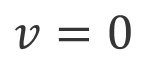 v = 0